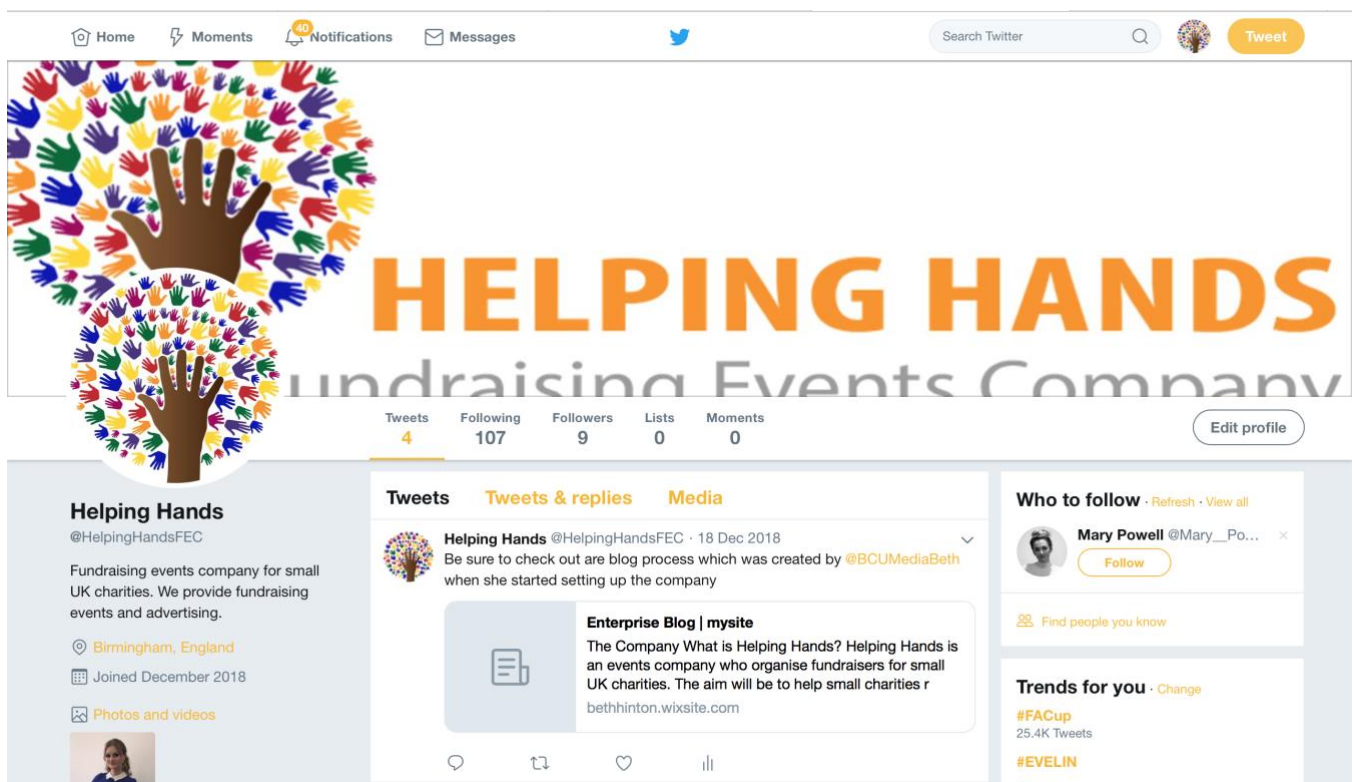 Home Moments 40 Notifications Messages Search Twitter Tweet
HELPING HANDS
undraising Events Company
Tweets Following Followers Lists Moments
4 107 9 0 0
Edit profile
Helping Hands
@HelpingHandsFEC
Fundraising events company for small
UK charities. We provide fundraising
events and advertising.
Birmingham, England
Joined December 2018
Photos and videos
Tweets Tweets & replies Media
Helping Hands @HelpingHandsFEC · 18 Dec 2018
Be sure to check out are blog process which was created by @BCUMediaBeth
when she started setting up the company
Enterprise Blog | mysite
The Company What is Helping Hands? Helping Hands is
an events company who organise fundraisers for small
UK charities. The aim will be to help small charities r
bethhinton.wixsite.com
Who to follow · Refresh · View all
Mary Powell @Mary__Po...
Follow
Find people you know
Trends for you · Change
#FACup
25.4K Tweets
#EVELIN